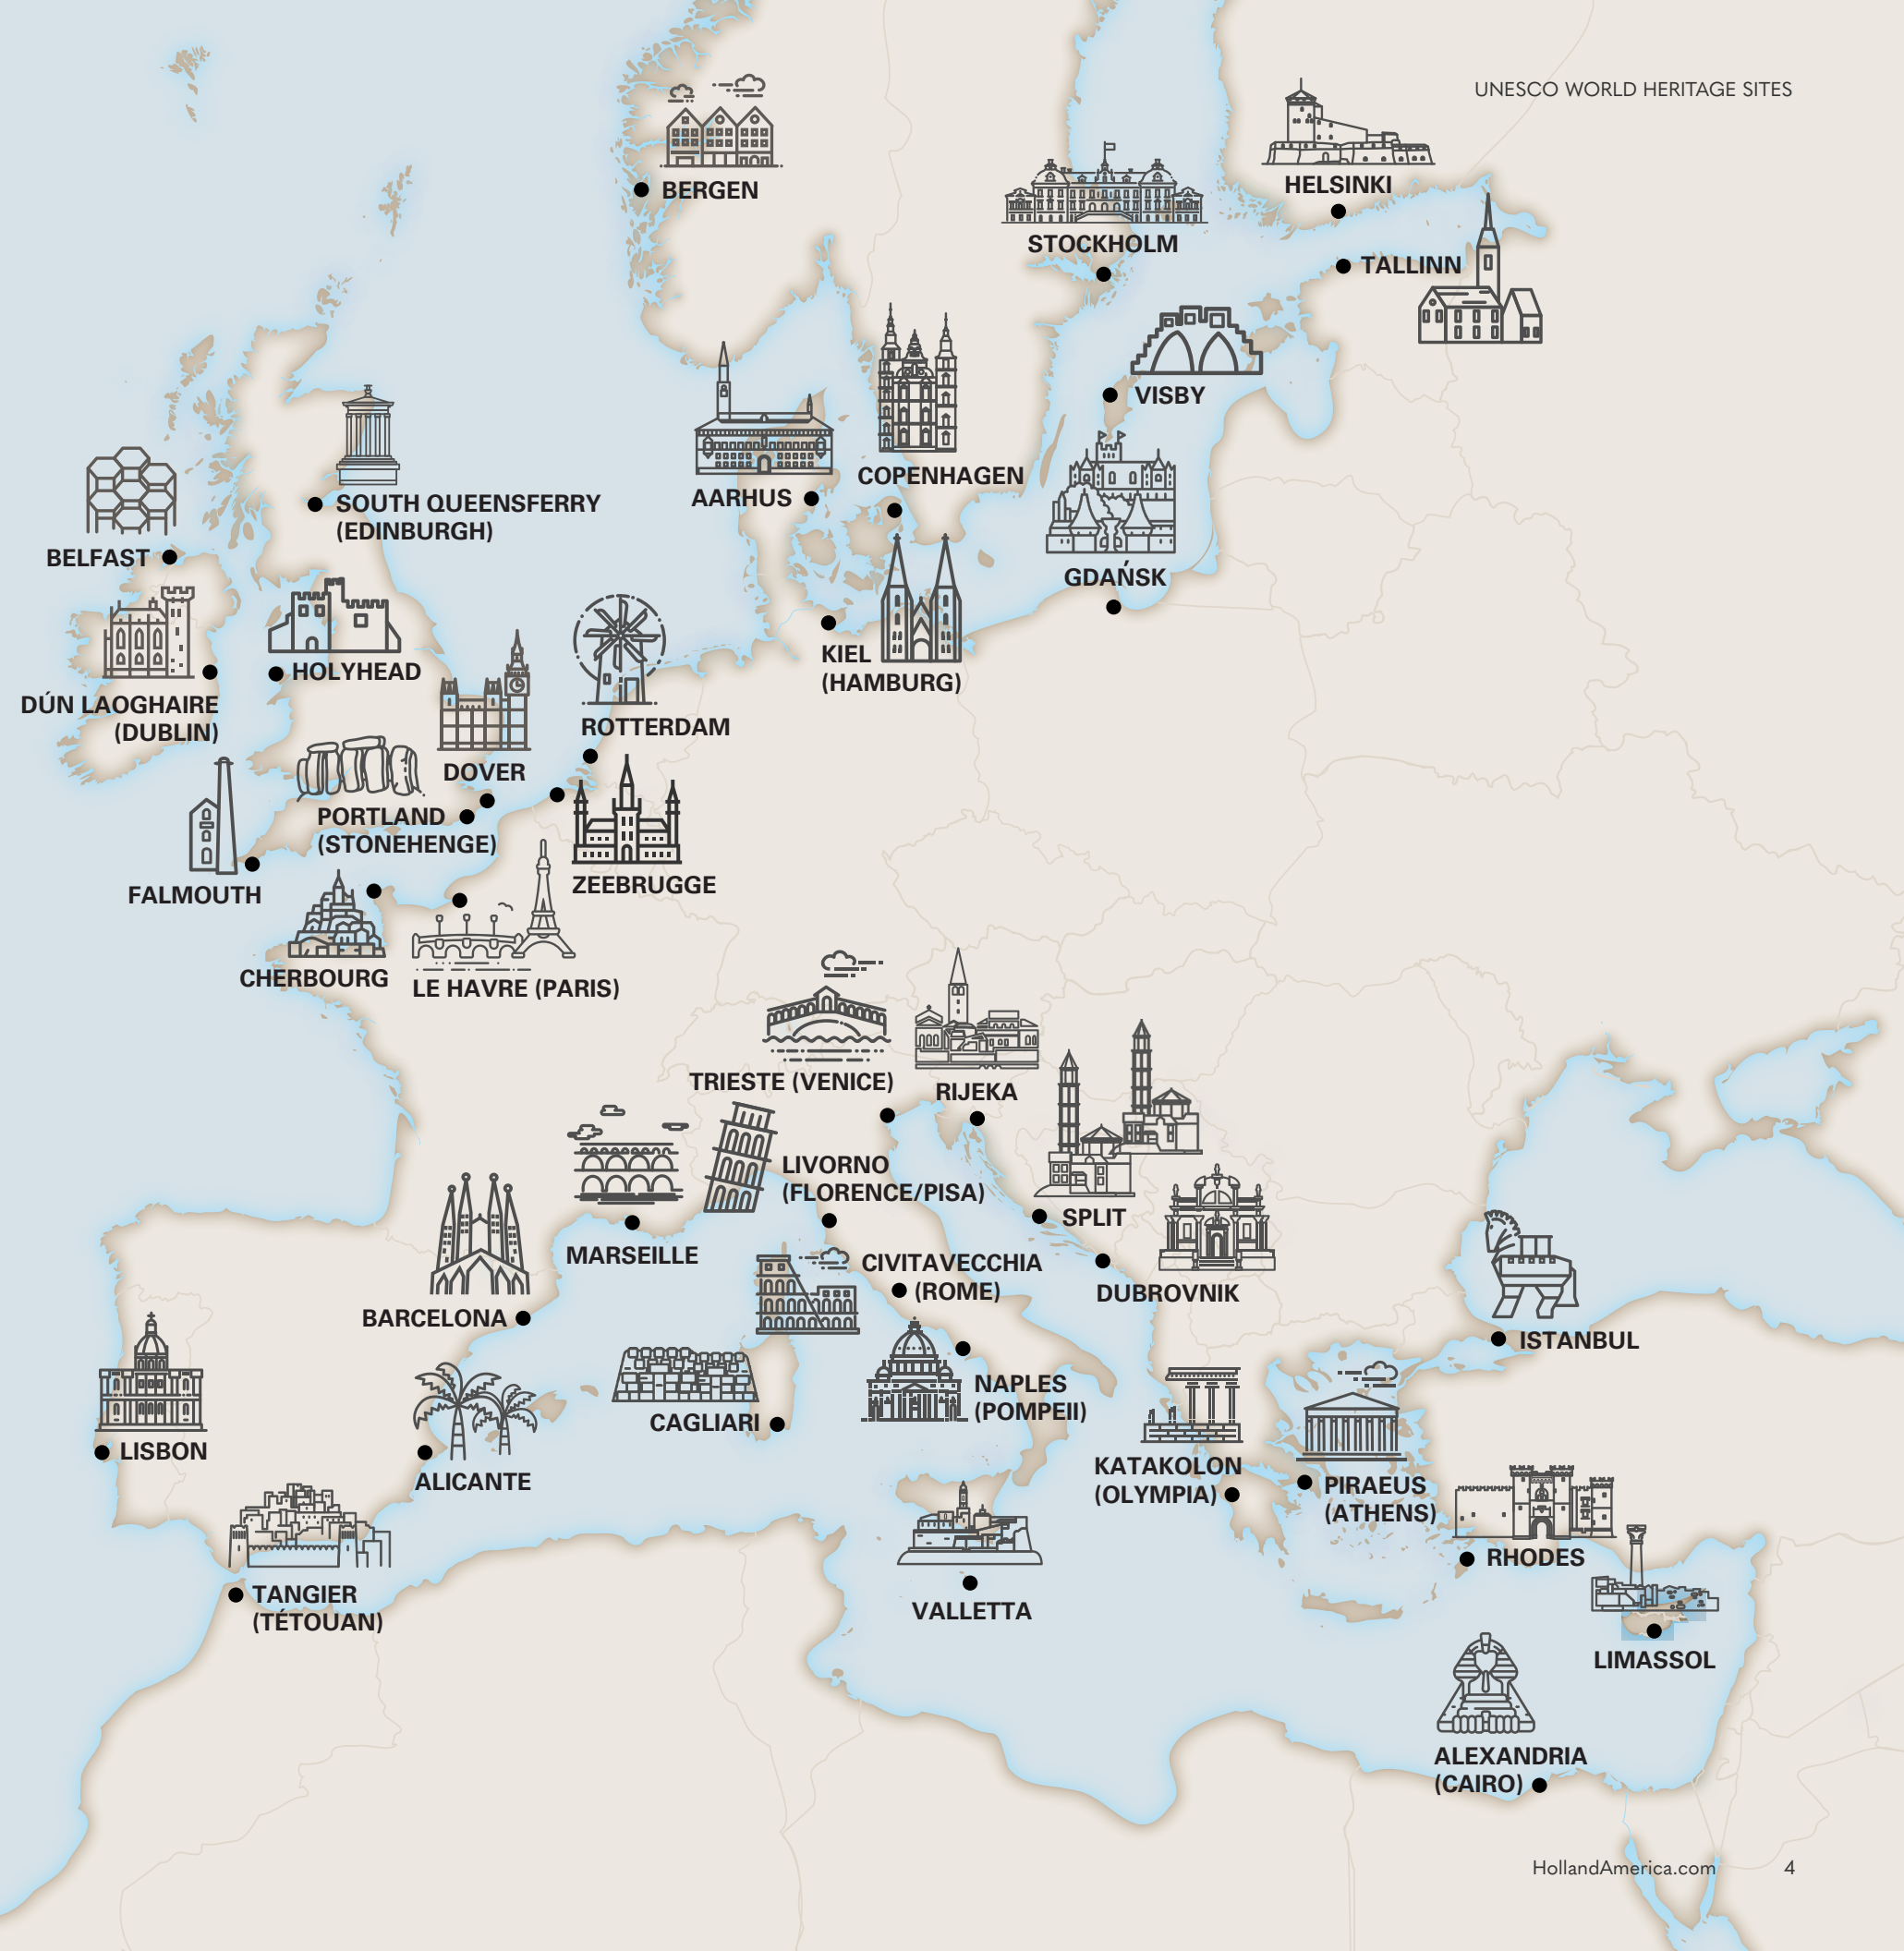 UNESCO WORLD HERITAGE SITES
BERGEN
HELSINKI
STOCKHOLM
TALLINN
VISBY
COPENHAGEN
AARHUS
SOUTH QUEENSFERRY
(EDINBURGH)
BELFAST
GDAŃSK
KIEL
(HAMBURG)
HOLYHEAD
DÚN LAOGHAIRE
(DUBLIN)
ROTTERDAM
DOVER
PORTLAND
(STONEHENGE)
ZEEBRUGGE
FALMOUTH
CHERBOURG
LE HAVRE (PARIS)
TRIESTE (VENICE)
RIJEKA
LIVORNO
(FLORENCE/PISA)
SPLIT
MARSEILLE
CIVITAVECCHIA
(ROME)
DUBROVNIK
BARCELONA
ISTANBUL
NAPLES
(POMPEII)
CAGLIARI
LISBON
ALICANTE
KATAKOLON
(OLYMPIA)
PIRAEUS
(ATHENS)
RHODES
TANGIER
(TÉTOUAN)
VALLETTA
LIMASSOL
ALEXANDRIA
(CAIRO)
HollandAmerica.com 4